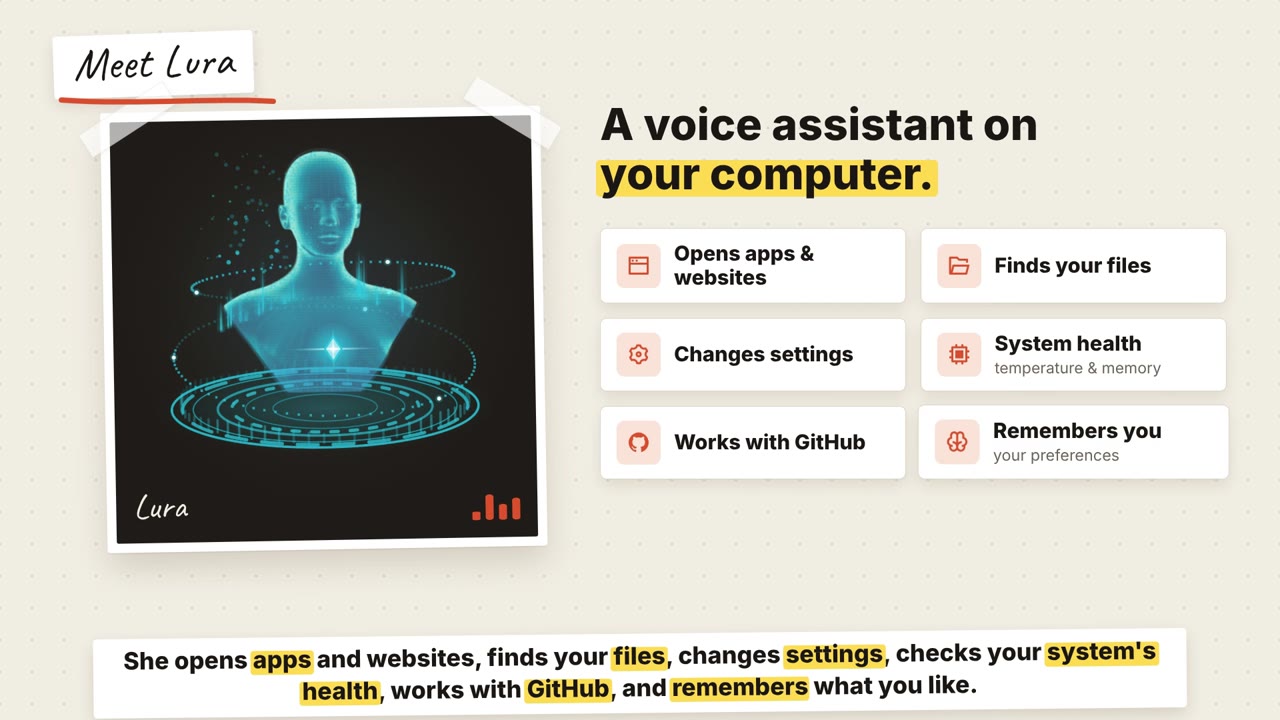 Meet Lura
A voice assistant on
your computer.
Opens apps &
websites
Finds your files
Changes settings
System health
temperature & memory
Works with GitHub
Remembers you
your preferences
Lura
She opens apps and websites, finds your files, changes settings, checks your system's
health, works with GitHub, and remembers what you like.